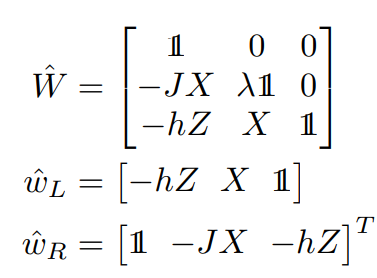 Ŵ = [𝟙 0 0
−JX λ𝟙 0
−hZ X 𝟙]
ŵ_L = [−hZ X 𝟙]
ŵ_R = [𝟙 −JX −hZ]^T